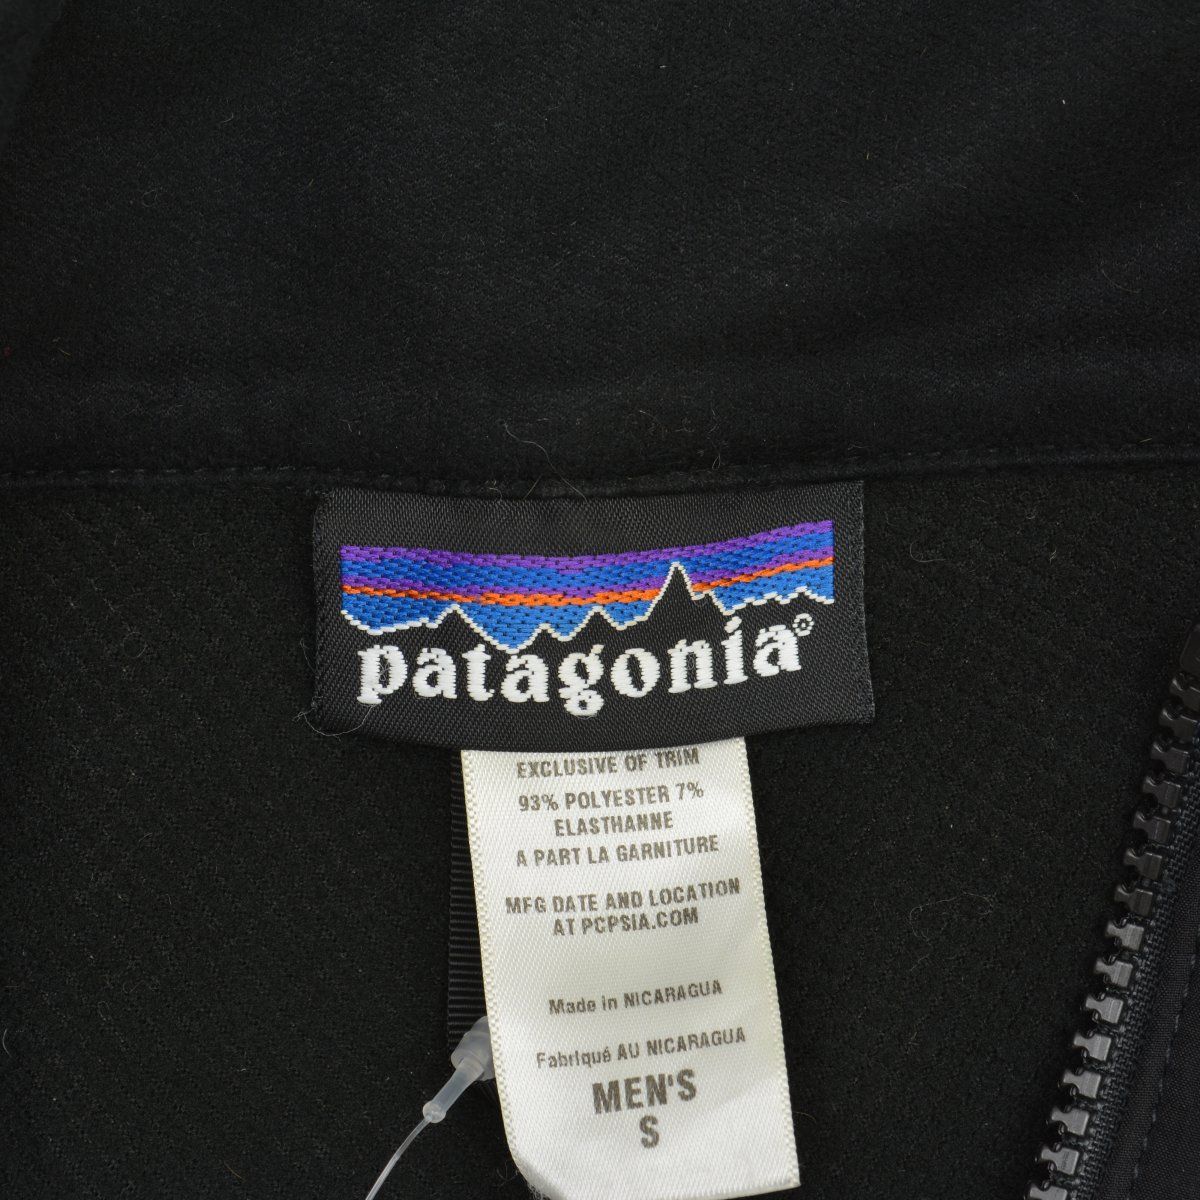 patagonia®
EXCLUSIVE OF TRIM
93% POLYESTER 7%
ELASTHANNE
A PART LA GARNITURE
MFG DATE AND LOCATION
AT PCPSIA.COM
Made in NICARAGUA
Fabriqué AU NICARAGUA
MEN'S
S